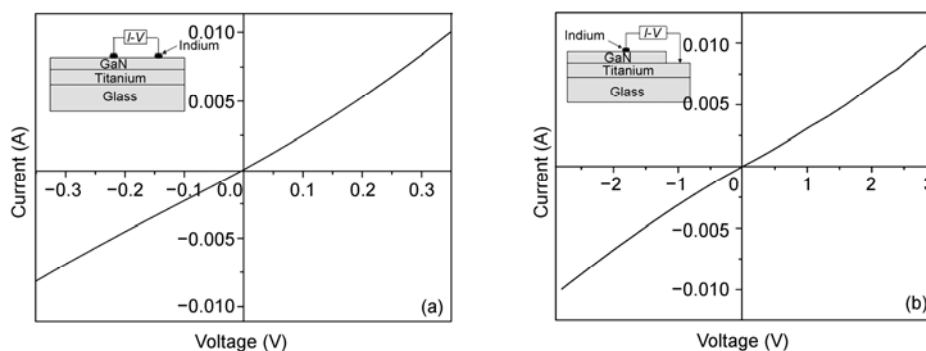 I-V
Indium
GaN
Titanium
Glass
Current (A)
0.010
0.005
−0.005
−0.010
−0.3
−0.2
−0.1
0.0
0.1
0.2
0.3
Voltage (V)
(a)
I-V
Indium
GaN
Titanium
Glass
Current (A)
0.010
0.005
−0.005
−0.010
−2
−1
0
1
2
3
Voltage (V)
(b)